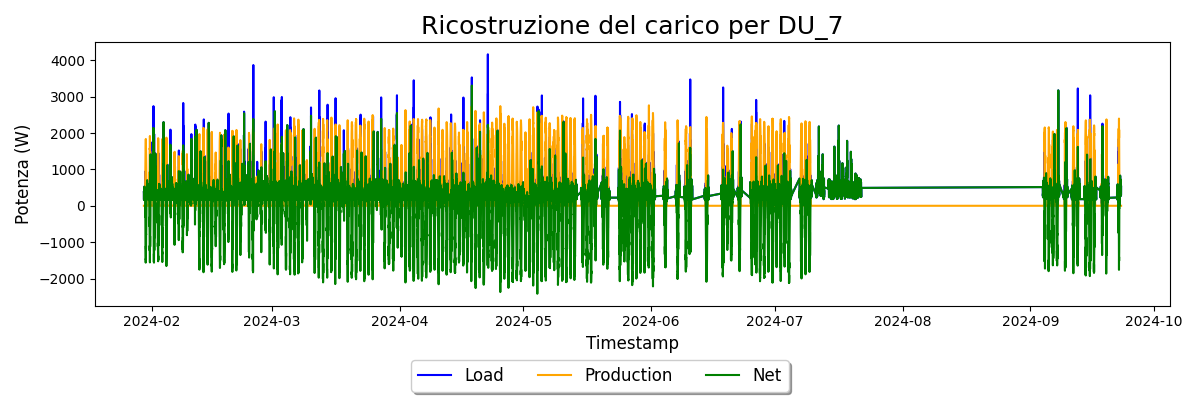 Ricostruzione del carico per DU_7
Potenza (W)
4000
3000
2000
1000
0
−1000
−2000
2024-02 2024-03 2024-04 2024-05 2024-06 2024-07 2024-08 2024-09 2024-10
Timestamp
Load Production Net